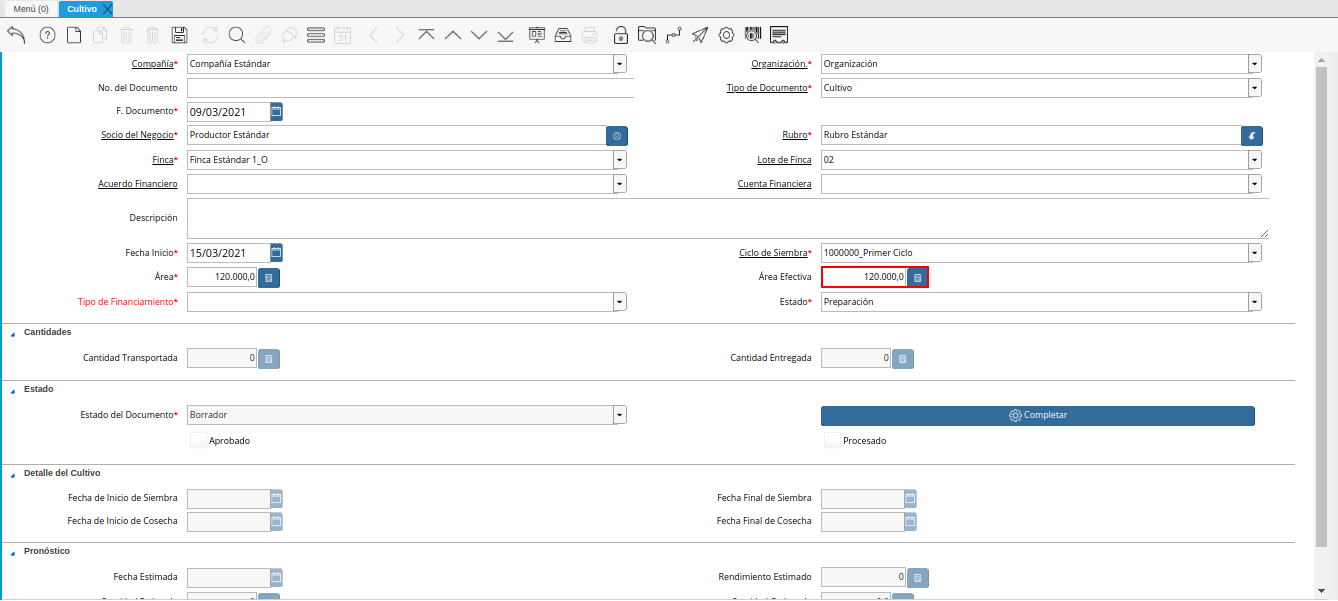 Menú (0) Cultivo
31
Compañía* Compañía Estándar Organización.* Organización
No. del Documento Tipo de Documento* Cultivo
F. Documento* 09/03/2021
Socio del Negocio* Productor Estándar Rubro* Rubro Estándar
Finca* Finca Estándar 1_O Lote de Finca 02
Acuerdo Financiero Cuenta Financiera
Descripción
Fecha Inicio* 15/03/2021 Ciclo de Siembra* 1000000_Primer Ciclo
Área* 120.000,0 Área Efectiva 120.000,0
Tipo de Financiamiento* Estado* Preparación
Cantidades
Cantidad Transportada 0 Cantidad Entregada 0
Estado
Estado del Documento* Borrador Completar
Aprobado Procesado
Detalle del Cultivo
Fecha de Inicio de Siembra Fecha Final de Siembra
Fecha de Inicio de Cosecha Fecha Final de Cosecha
Pronóstico
Fecha Estimada Rendimiento Estimado 0